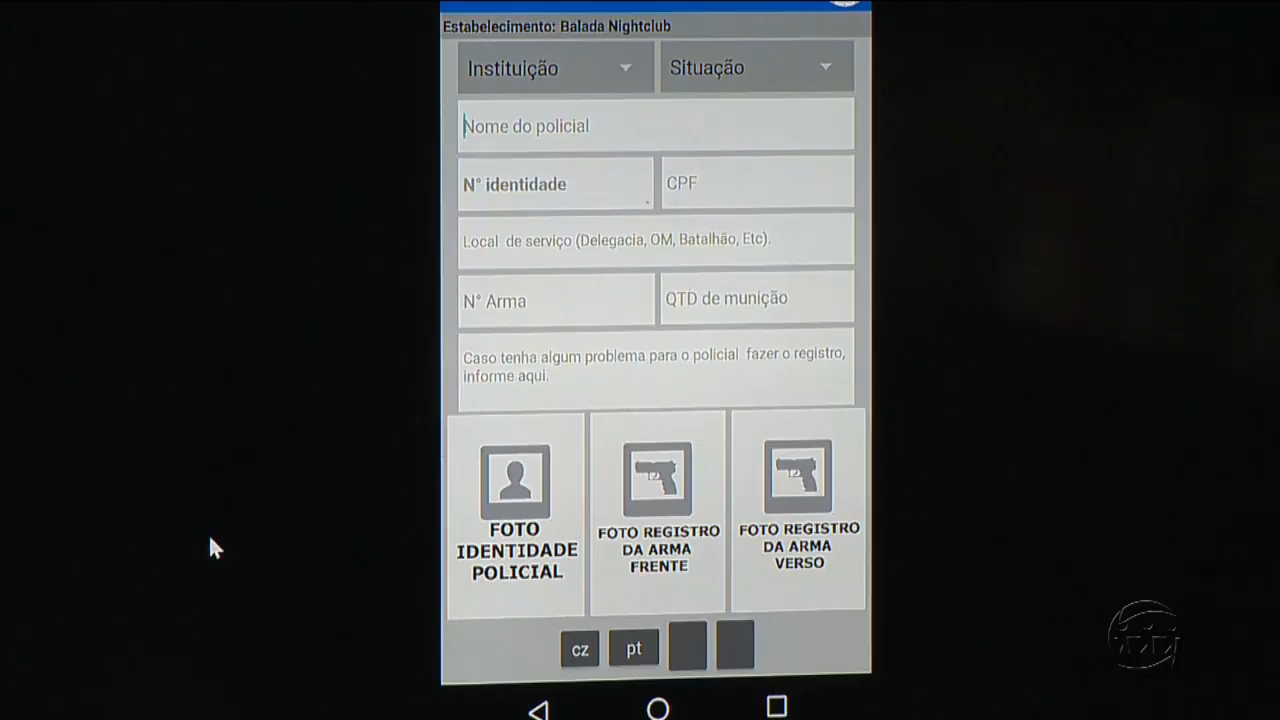 Estabelecimento: Balada Nightclub
Instituição
Situação
Nome do policial
N° identidade
CPF
Local de serviço (Delegacia, OM, Batalhão, Etc).
N° Arma
QTD de munição
Caso tenha algum problema para o policial fazer o registro,
informe aqui.
FOTO
IDENTIDADE
POLICIAL
FOTO REGISTRO
DA ARMA
FRENTE
FOTO REGISTRO
DA ARMA
VERSO
cz
pt